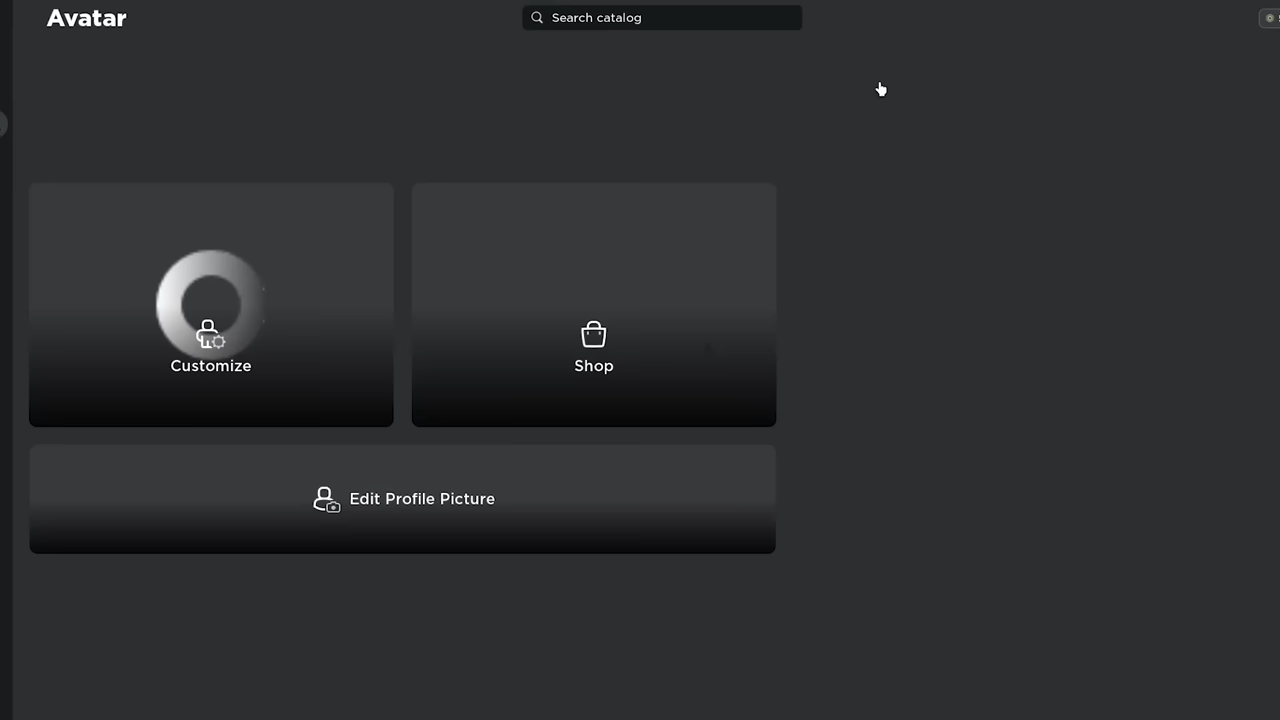 Avatar
Search catalog
Customize
Shop
Edit Profile Picture